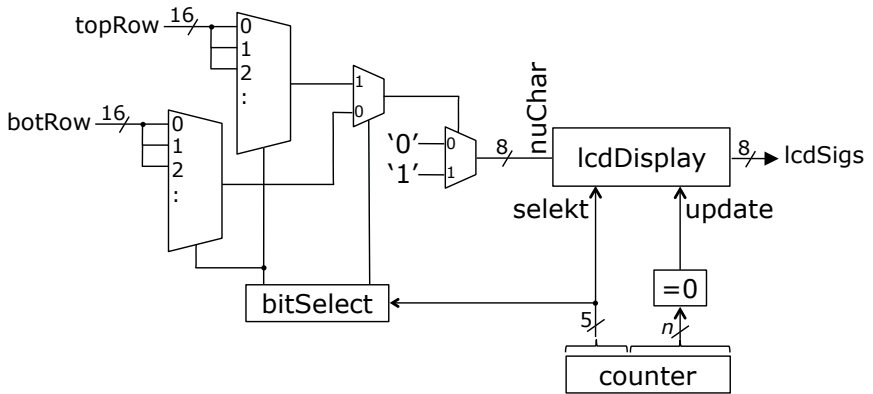 topRow 16 0
1
2
:
botRow 16 0
1
2
:
1
0
'0' 0
'1' 1
8
nuChar
lcdDisplay
8
lcdSigs
selekt
update
bitSelect
=0
5
n
counter